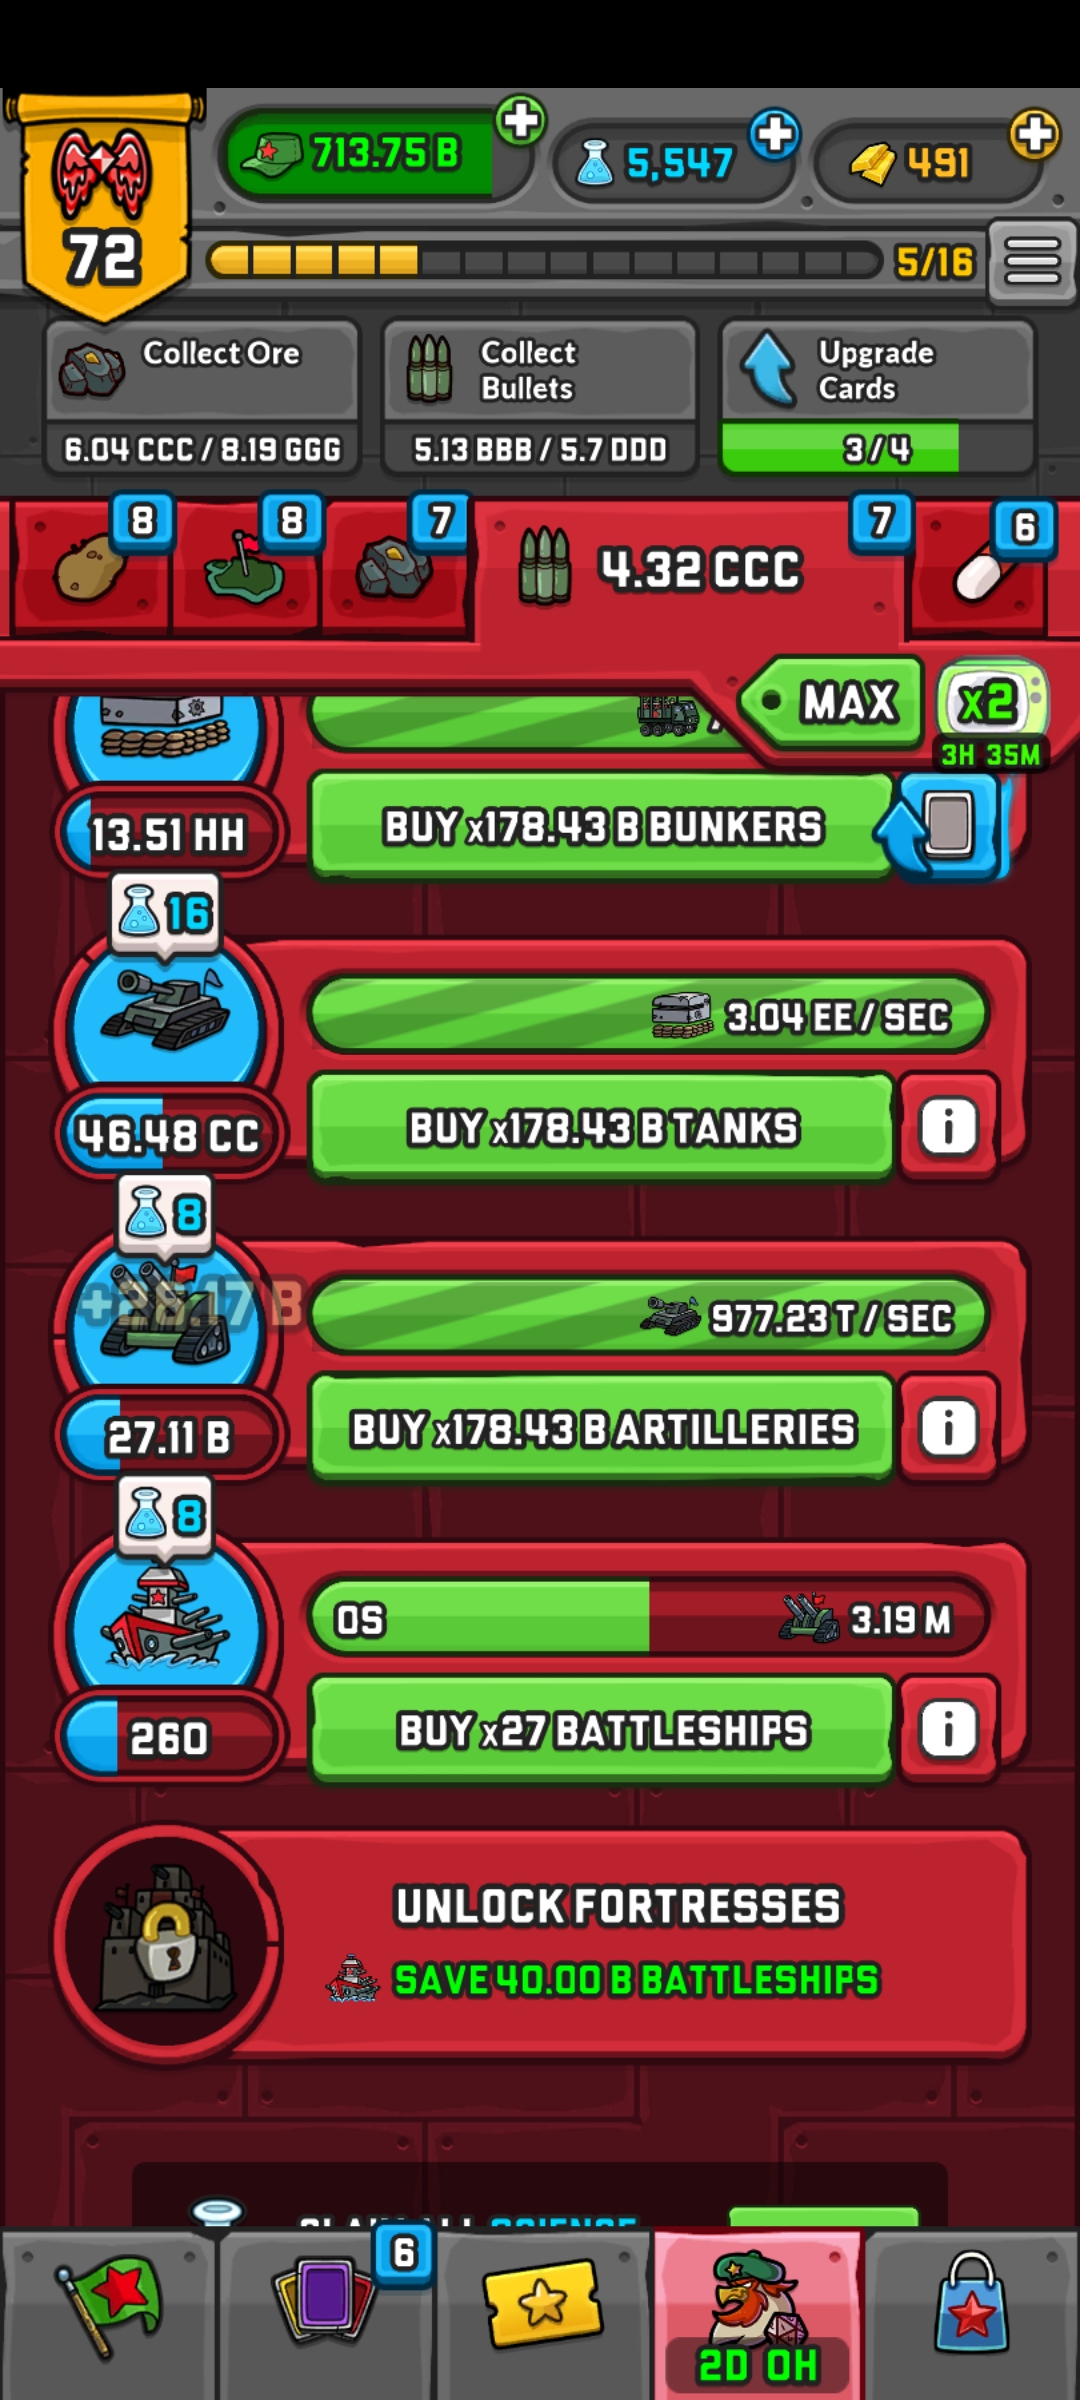 713.75 B
5,547
491
72
5/16
Collect Ore
6.04 CCC / 8.19 GGG
Collect
Bullets
5.13 BBB / 5.7 DDD
Upgrade
Cards
3/4
8
8
7
4.32 CCC
7
6
MAX
x2
3H 35M
13.51 HH
BUY x178.43 B BUNKERS
16
3.04 EE / SEC
46.48 CC
BUY x178.43 B TANKS
8
977.23 T / SEC
27.11 B
BUY x178.43 B ARTILLERIES
8
0S
3.19 M
260
BUY x27 BATTLESHIPS
UNLOCK FORTRESSES
SAVE 40.00 B BATTLESHIPS
6
2D 0H